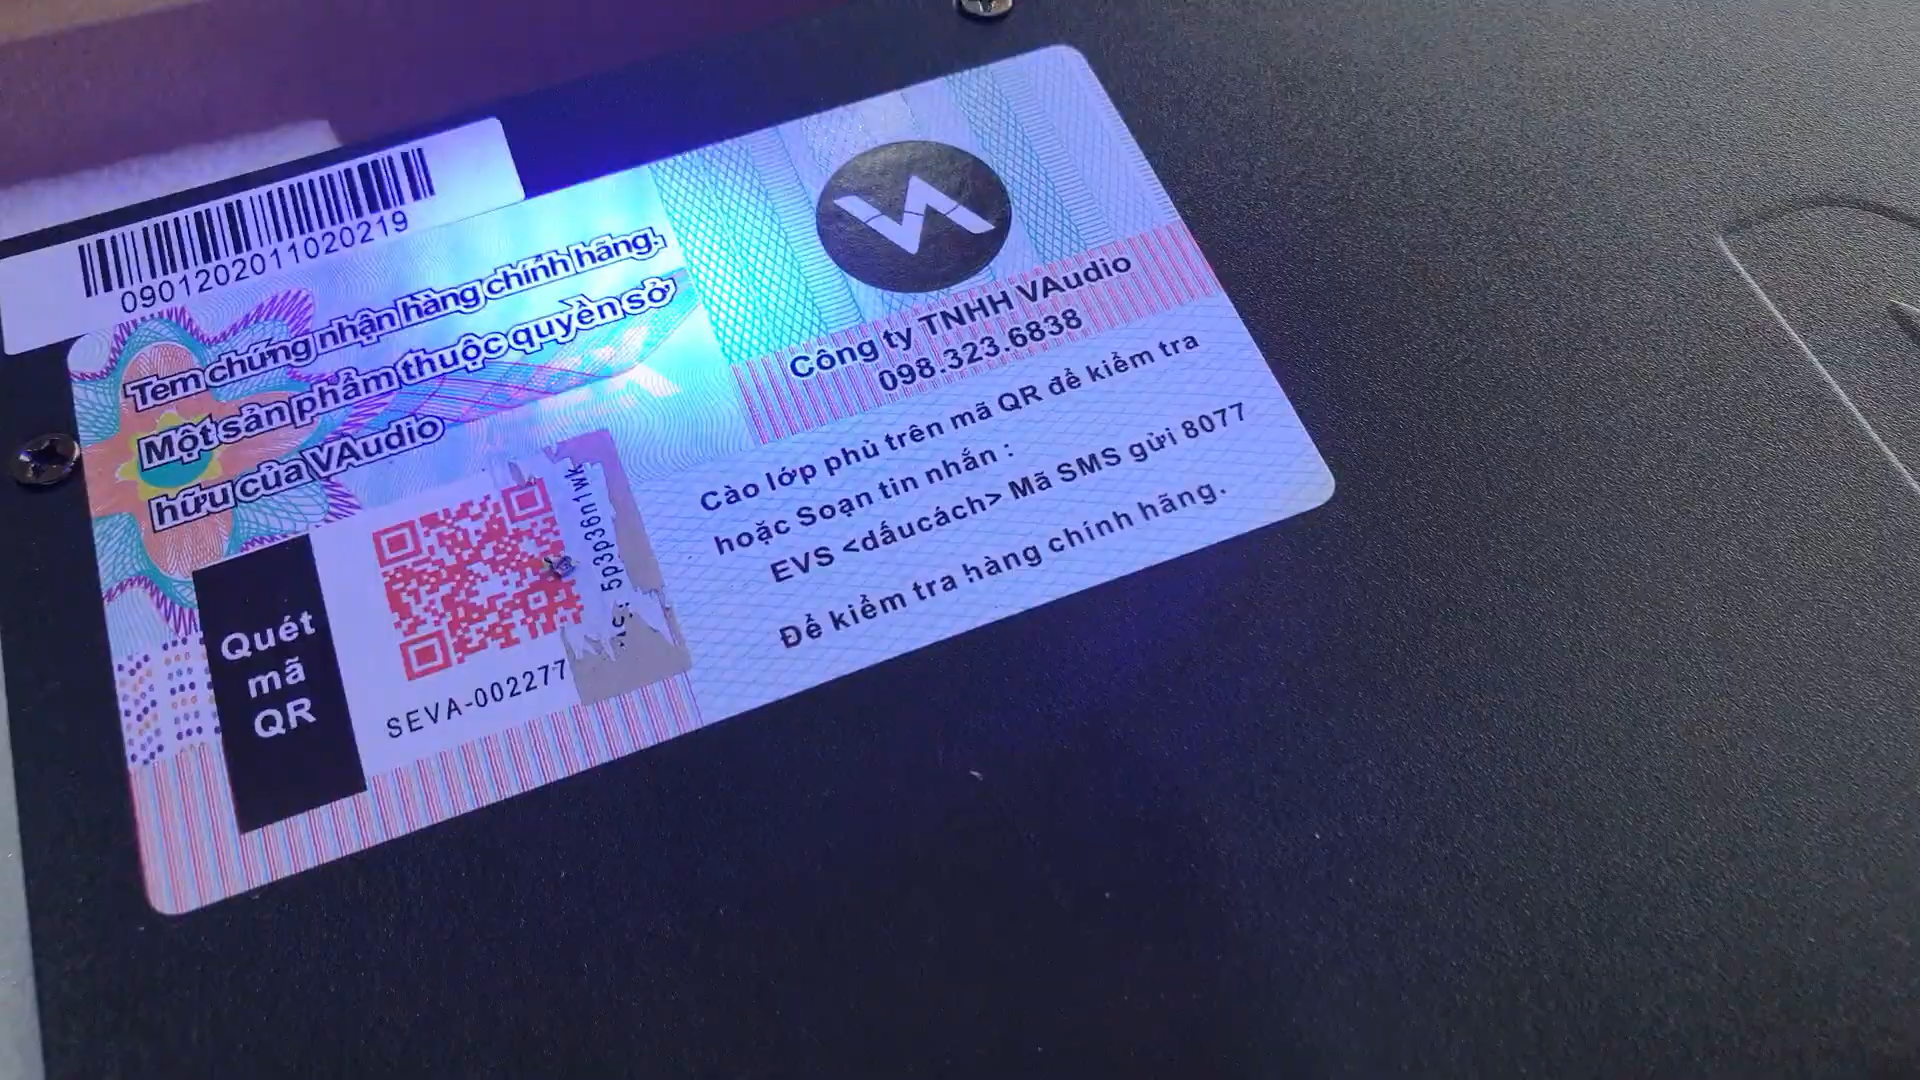 0901202011020219
Tem chứng nhận hàng chính hãng.
Một sản phẩm thuộc quyền sở
hữu của VAudio
Quét
mã
QR
5p3p36n1wk
SEVA-002277
VA
Công ty TNHH VAudio
098.323.6838
Cào lớp phủ trên mã QR để kiểm tra
hoặc Soạn tin nhắn :
EVS <dấucách> Mã SMS gửi 8077
Để kiểm tra hàng chính hãng.